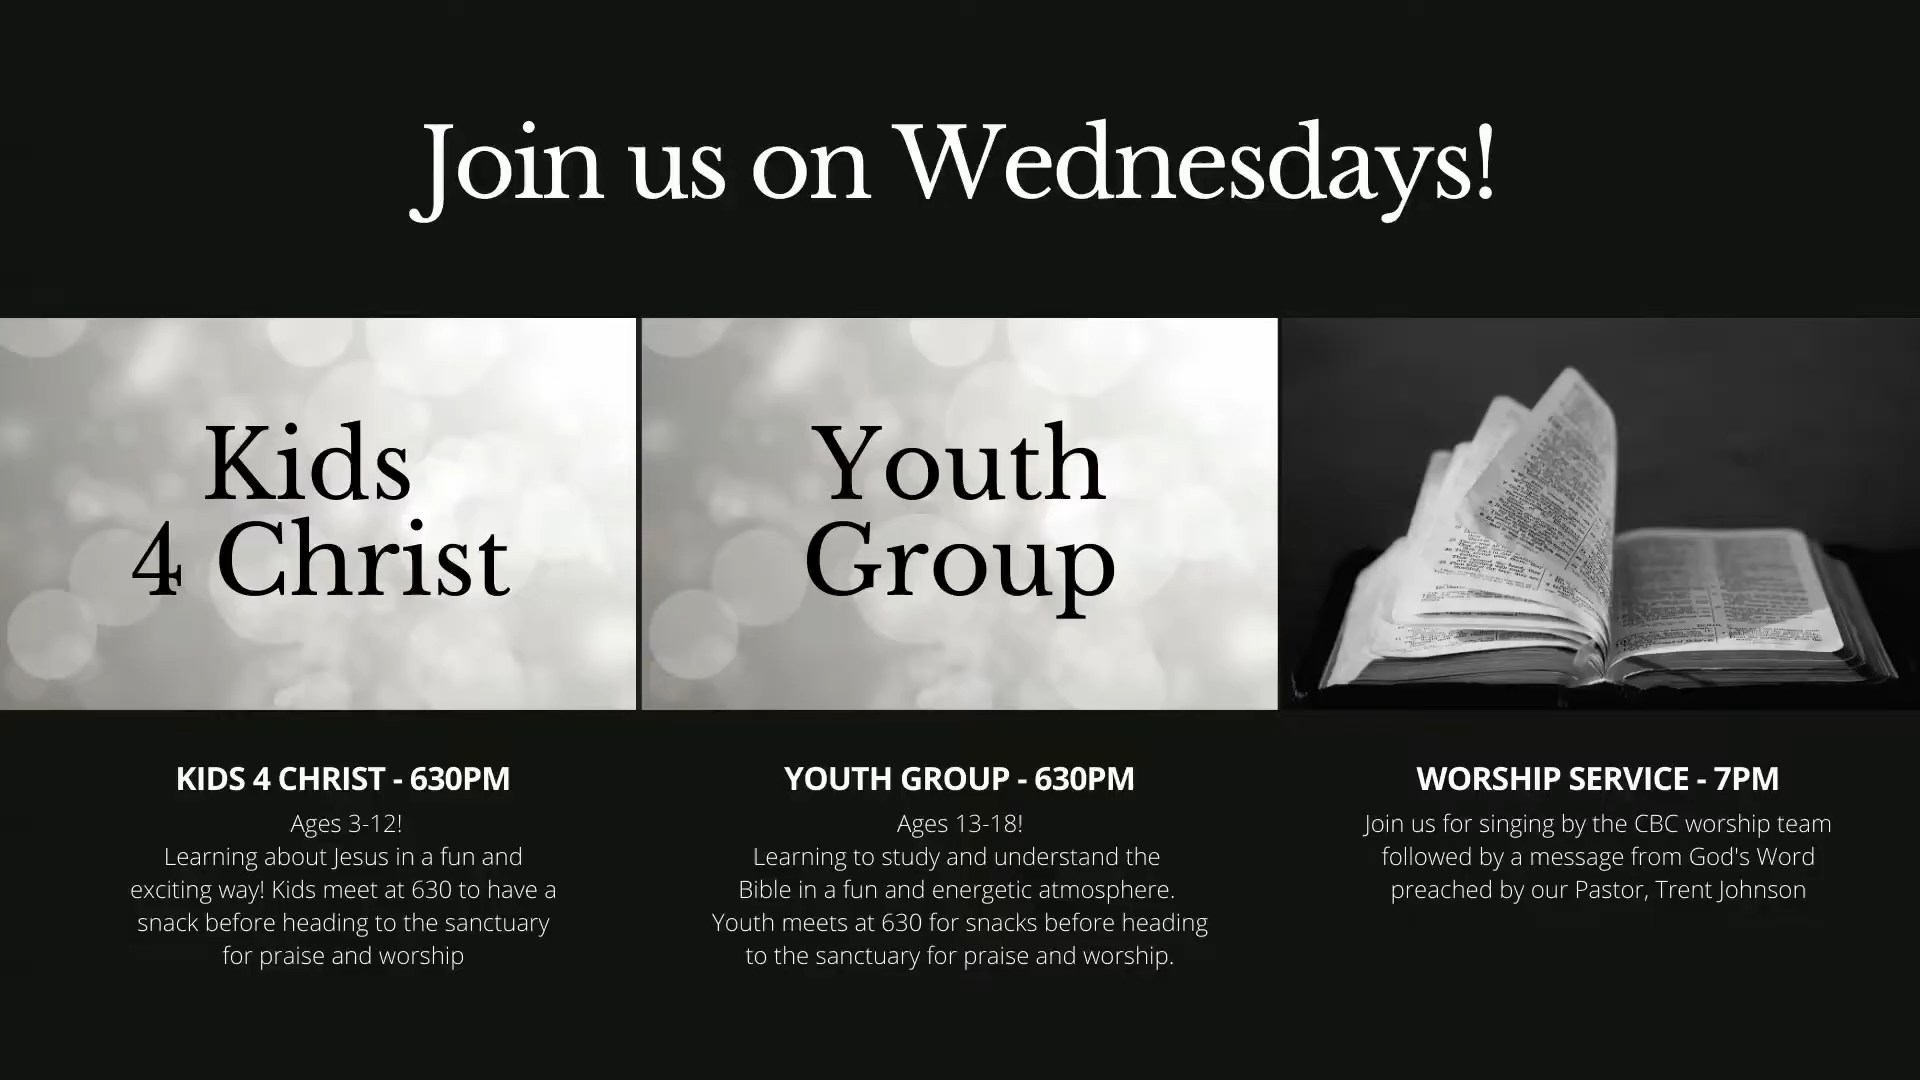 Join us on Wednesdays!
Kids
4 Christ
Youth
Group
KIDS 4 CHRIST - 630PM
Ages 3-12!
Learning about Jesus in a fun and
exciting way! Kids meet at 630 to have a
snack before heading to the sanctuary
for praise and worship
YOUTH GROUP - 630PM
Ages 13-18!
Learning to study and understand the
Bible in a fun and energetic atmosphere.
Youth meets at 630 for snacks before heading
to the sanctuary for praise and worship.
WORSHIP SERVICE - 7PM
Join us for singing by the CBC worship team
followed by a message from God's Word
preached by our Pastor, Trent Johnson